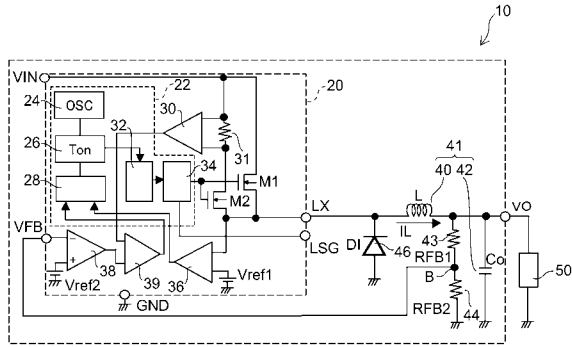 10
VIN
22
20
24
OSC
30
26
Ton
32
34
31
28
M2
M1
LX
LSG
VFB
38
39
36
Vref2
Vref1
GND
41
40
42
L
IL
VO
DI
46
43
RFB1
Co
B
RFB2
44
50